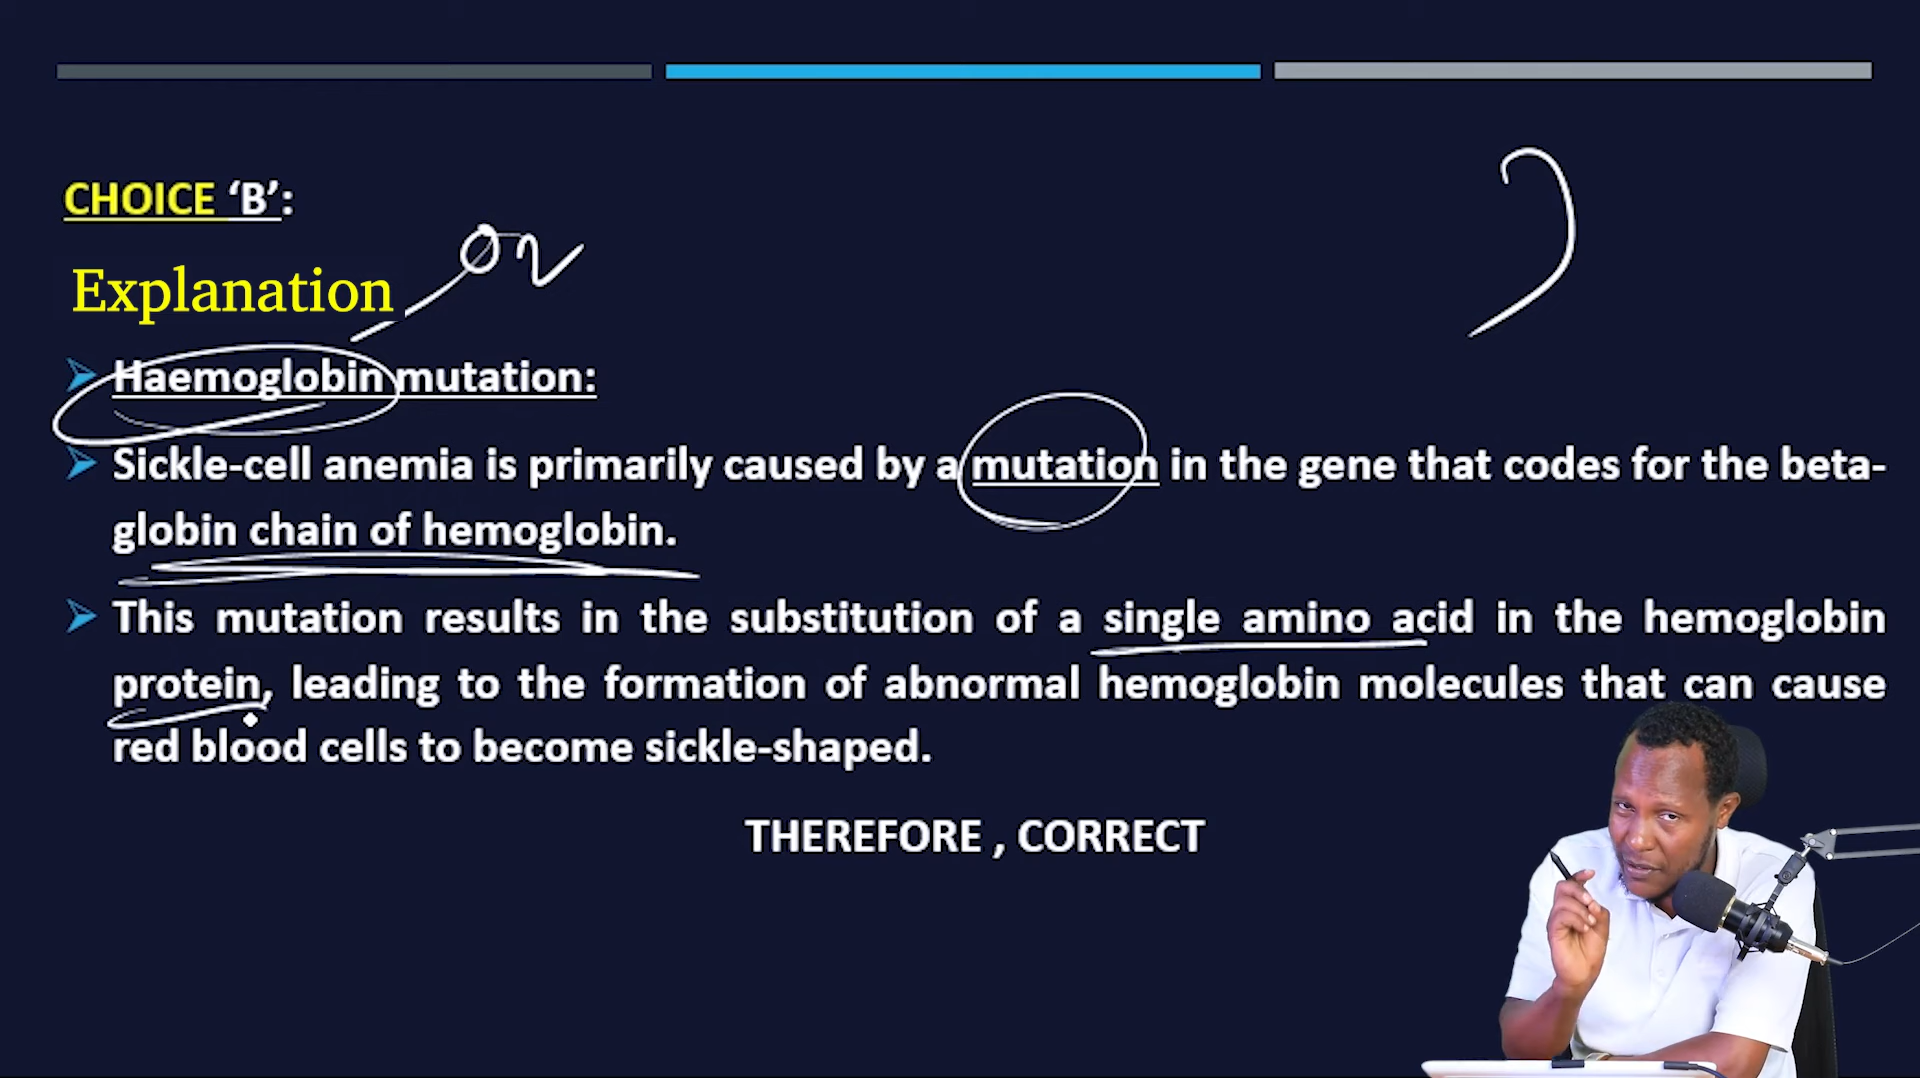 CHOICE ‘B’:
Explanation
Haemoglobin mutation:
Sickle-cell anemia is primarily caused by a mutation in the gene that codes for the beta-
globin chain of hemoglobin.
This mutation results in the substitution of a single amino acid in the hemoglobin
protein, leading to the formation of abnormal hemoglobin molecules that can cause
red blood cells to become sickle-shaped.
THEREFORE , CORRECT